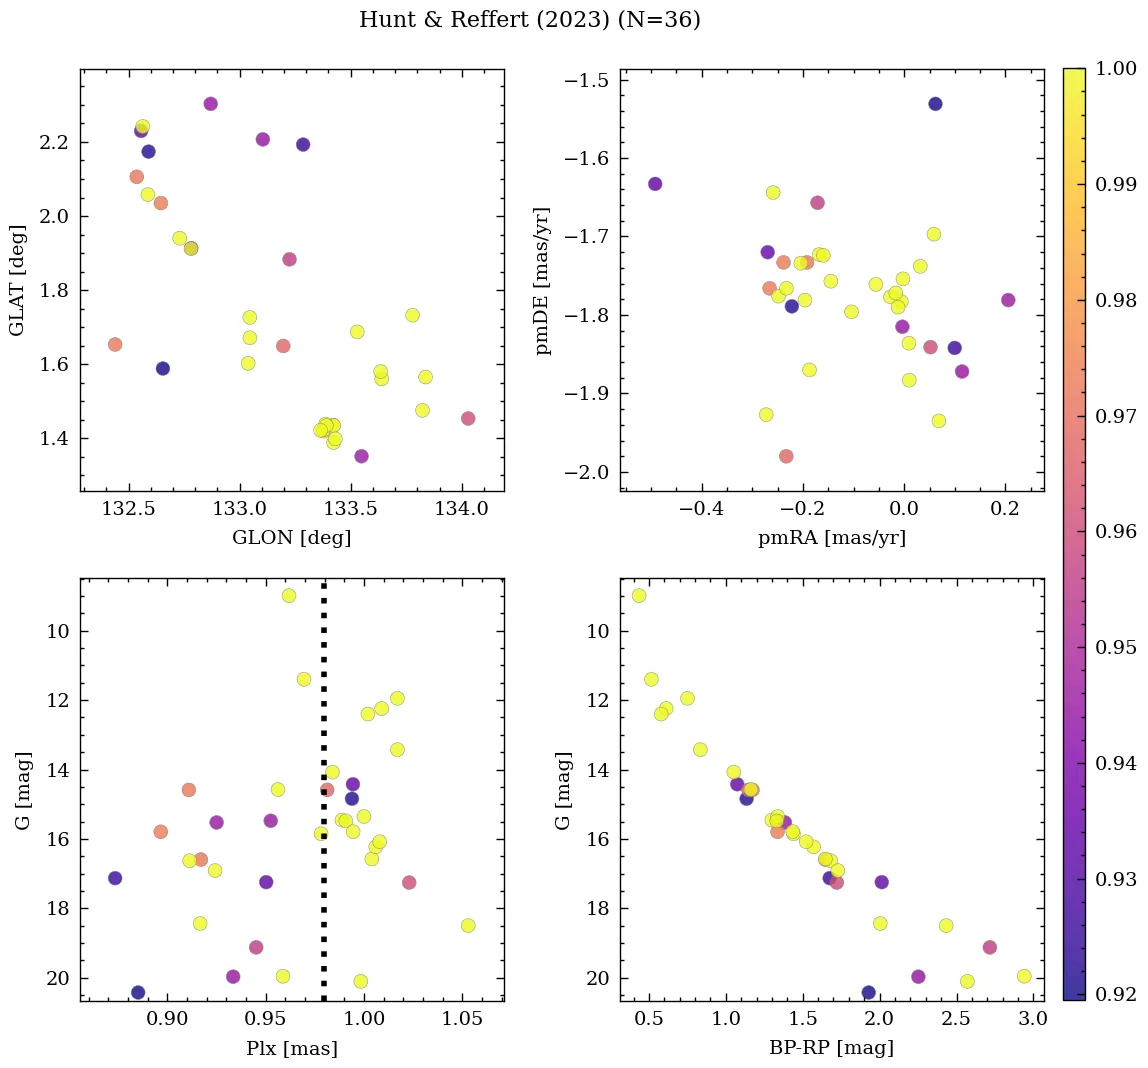 Hunt & Reffert (2023) (N=36)
2.2
2.0
1.8
1.6
1.4
GLAT [deg]
132.5 133.0 133.5 134.0
GLON [deg]
−1.5
−1.6
−1.7
−1.8
−1.9
−2.0
pmDE [mas/yr]
−0.4 −0.2 0.0 0.2
pmRA [mas/yr]
10
12
14
16
18
20
G [mag]
0.90 0.95 1.00 1.05
Plx [mas]
10
12
14
16
18
20
G [mag]
0.5 1.0 1.5 2.0 2.5 3.0
BP-RP [mag]
1.00
0.99
0.98
0.97
0.96
0.95
0.94
0.93
0.92